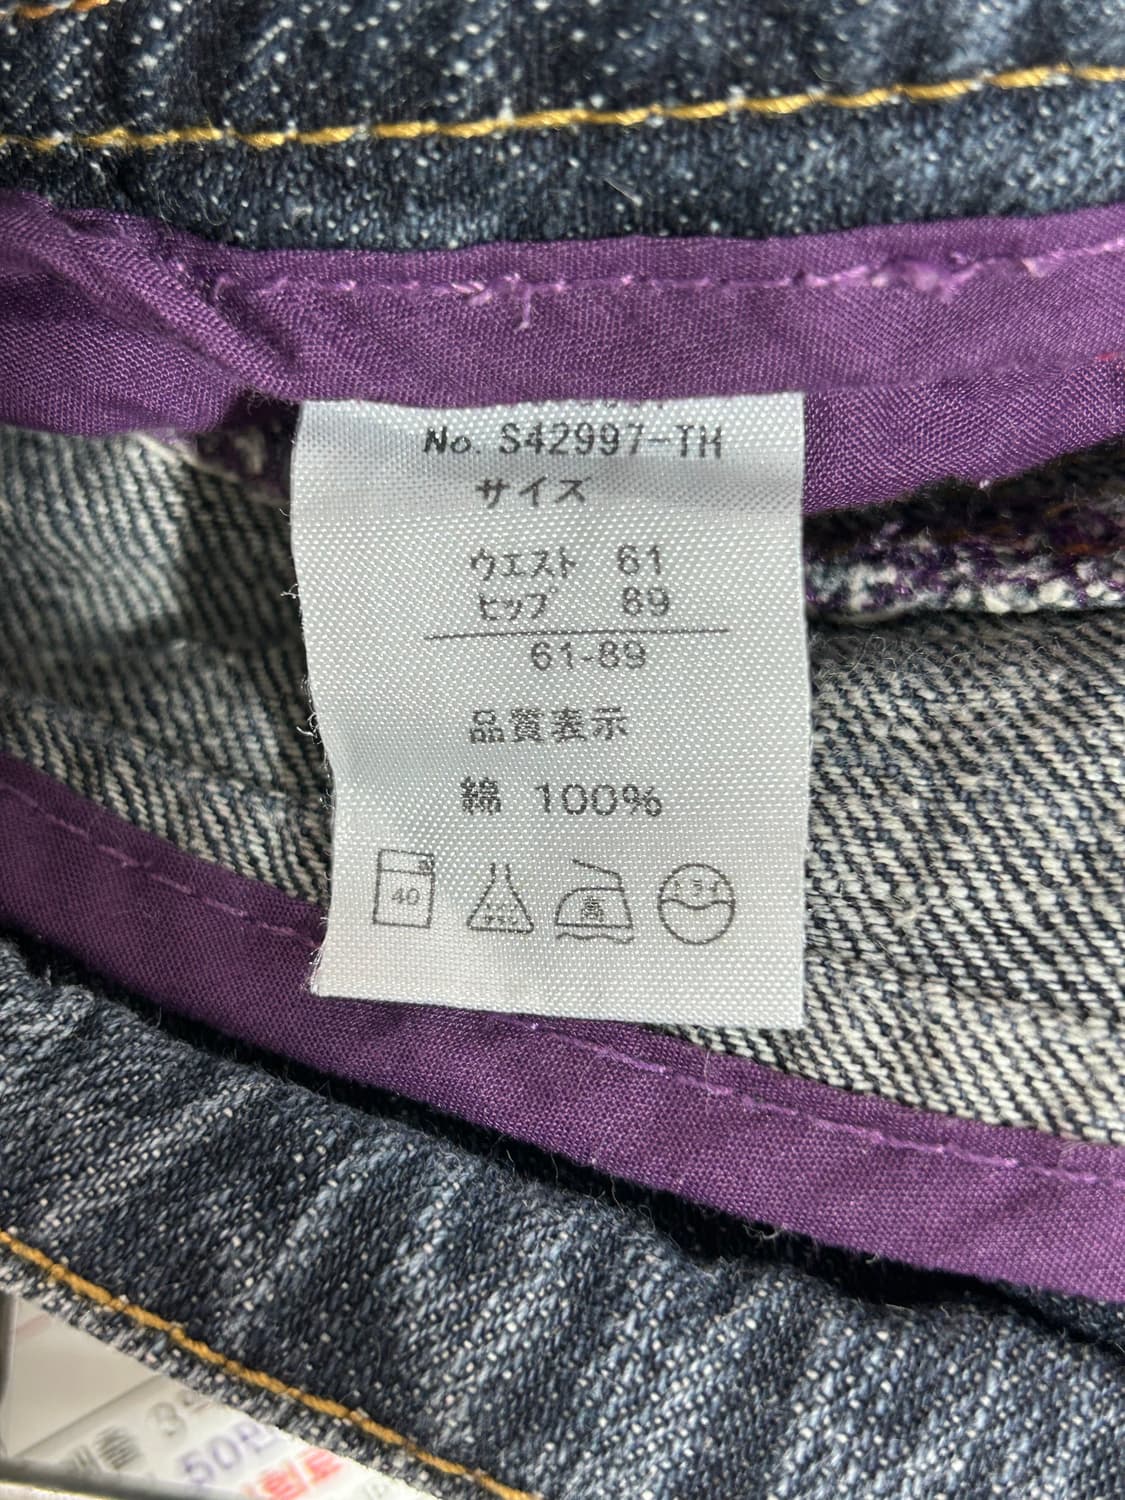 No. S42997-TH
サイズ
ウエスト 61
ヒップ 89
61-89
品質表示
綿 100%
40
高